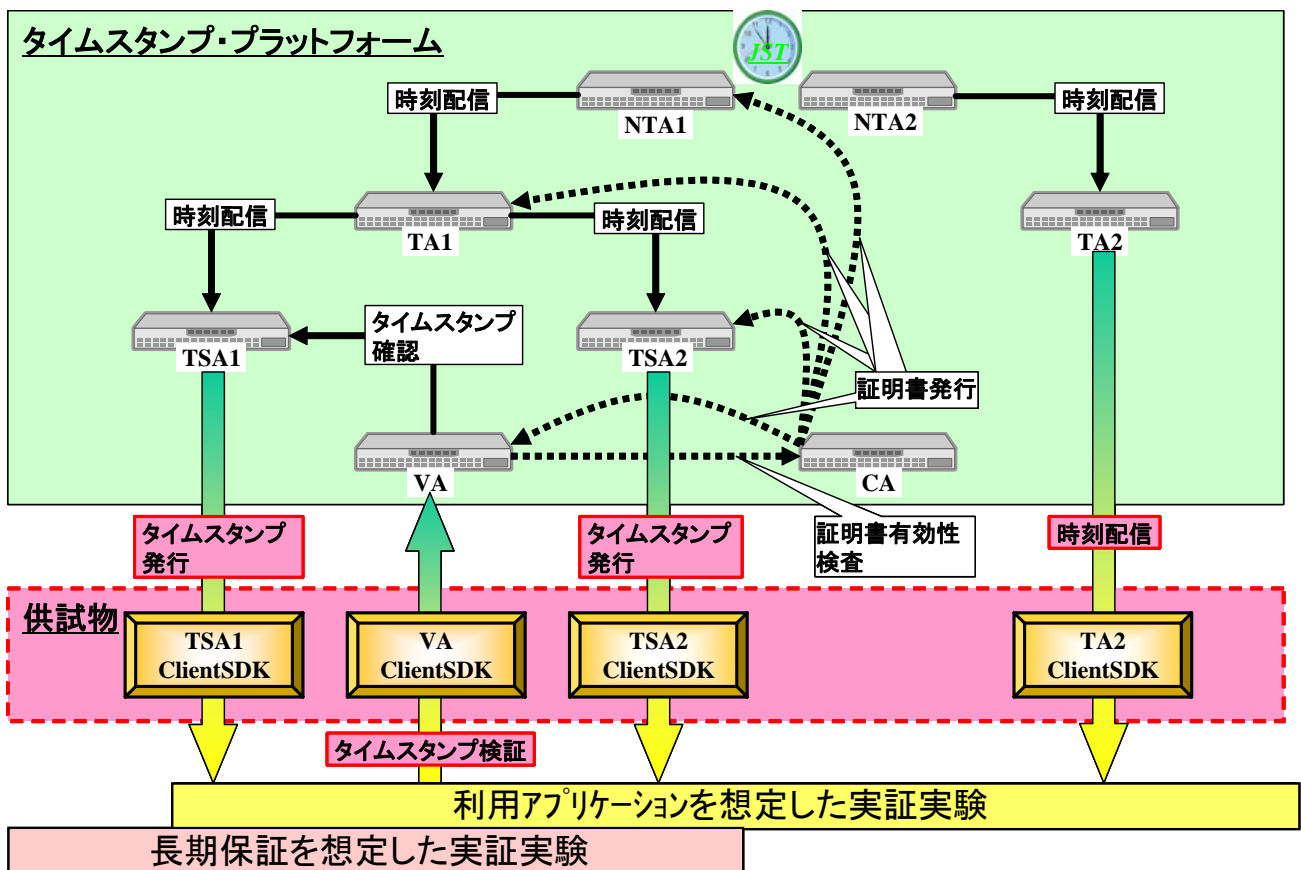 タイムスタンプ・プラットフォーム
JST
時刻配信
NTA1
NTA2
時刻配信
時刻配信
TA1
時刻配信
TA2
TSA1
タイムスタンプ
確認
TSA2
証明書発行
VA
CA
タイムスタンプ
発行
タイムスタンプ
発行
証明書有効性
検査
時刻配信
供試物
TSA1
ClientSDK
VA
ClientSDK
TSA2
ClientSDK
TA2
ClientSDK
タイムスタンプ検証
利用アプリケーションを想定した実証実験
長期保証を想定した実証実験